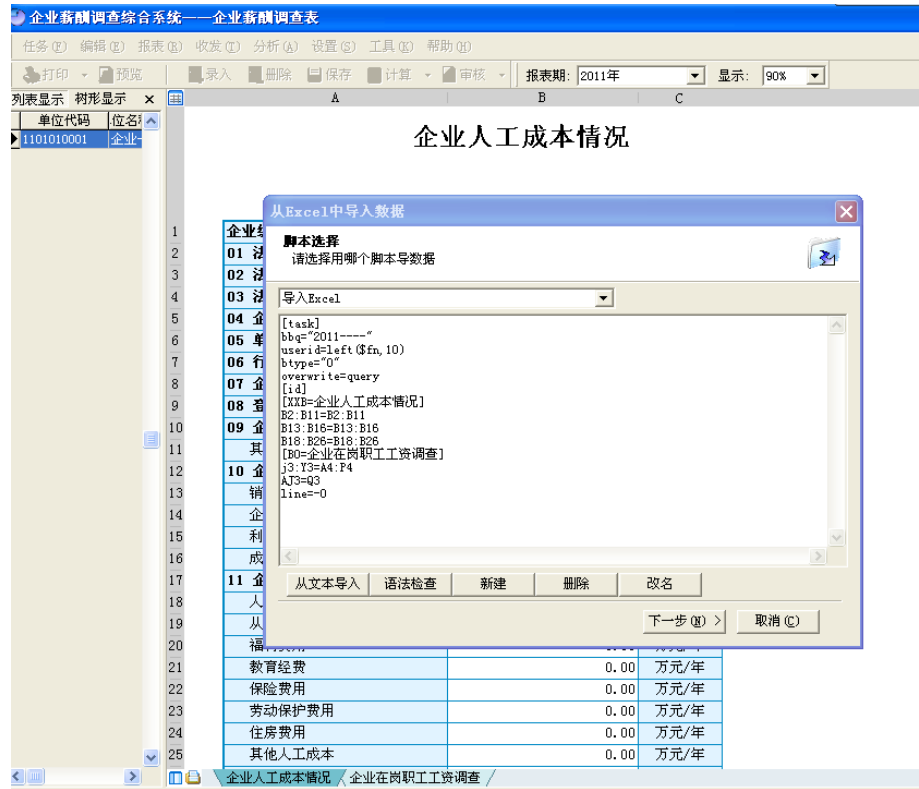 企业薪酬调查综合系统——企业薪酬调查表
任务(F) 编辑(E) 报表(R) 收发(T) 分析(A) 设置(S) 工具(K) 帮助(H)
打印 预览 录入 删除 保存 计算 审核 报表期: 2011年 显示: 90%
列表显示 树形显示 ×
A B C
单位代码
1101010001 企业
企业人工成本情况
从Excel中导入数据
脚本选择
请选择用哪个脚本导数据
导入Excel
[task]
bbq="2011----"
userid=left($fn,10)
btype="0"
overwrite=query
[id]
[XXB=企业人工成本情况]
B2:B11=B2:B11
B13:B16=B13:B16
B18:B26=B18:B26
[B0=企业在岗职工工资调查]
j3:Y3=A4:P4
AJ3=Q3
line=-0
从文本导入 语法检查 新建 删除 改名
下一步(N) > 取消(C)
1 企业
2 01 法
3 02 法
4 03 法
5 04 企
6 05 单
7 06 行
8 07 企
9 08 登
10 09 企
11 其
12 10 企
13 销
14 企
15 利
16 成
17 11 企
18 人
19 从
20 福
21 教育经费 0.00 万元/年
22 保险费用 0.00 万元/年
23 劳动保护费用 0.00 万元/年
24 住房费用 0.00 万元/年
25 其他人工成本 0.00 万元/年
企业人工成本情况 企业在岗职工工资调查